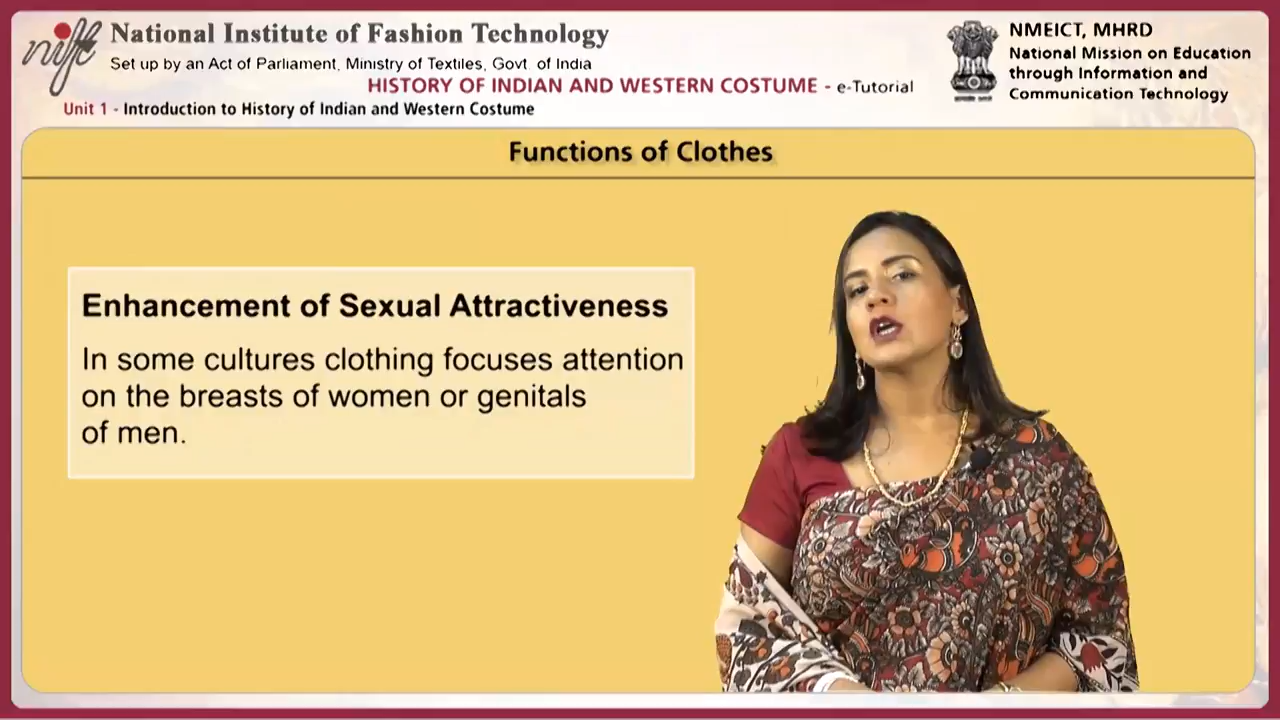 nift
National Institute of Fashion Technology
Set up by an Act of Parliament, Ministry of Textiles, Govt. of India
HISTORY OF INDIAN AND WESTERN COSTUME - e-Tutorial
Unit 1 - Introduction to History of Indian and Western Costume
NMEICT, MHRD
National Mission on Education
through Information and
Communication Technology
Functions of Clothes
Enhancement of Sexual Attractiveness
In some cultures clothing focuses attention
on the breasts of women or genitals
of men.